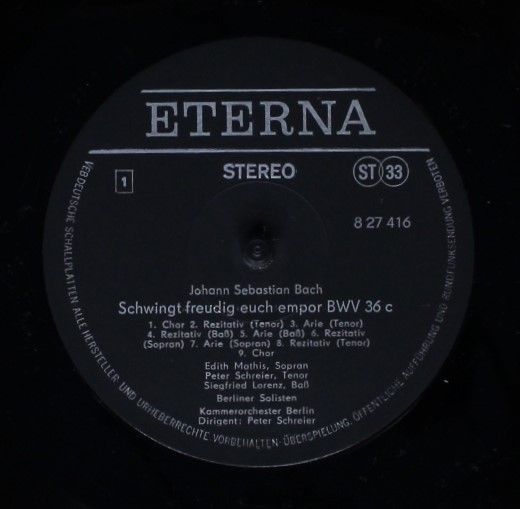 ETERNA
1
STEREO
ST 33
8 27 416
Johann Sebastian Bach
Schwingt freudig euch empor BWV 36 c
1. Chor 2. Rezitativ (Tenor) 3. Arie (Tenor)
4. Rezitativ (Baß) 5. Arie (Baß) 6. Rezitativ
(Sopran) 7. Arie (Sopran) 8. Rezitativ (Tenor)
9. Chor
Edith Mathis, Sopran
Peter Schreier, Tenor
Siegfried Lorenz, Baß
Berliner Solisten
Kammerorchester Berlin
Dirigent: Peter Schreier
VEB DEUTSCHE SCHALLPLATTEN ALLE HERSTELLER- UND URHEBERRECHTE VORBEHALTEN · ÜBERSPIELUNG, ÖFFENTLICHE AUFFÜHRUNG UND RUNDFUNKSENDUNG VERBOTEN